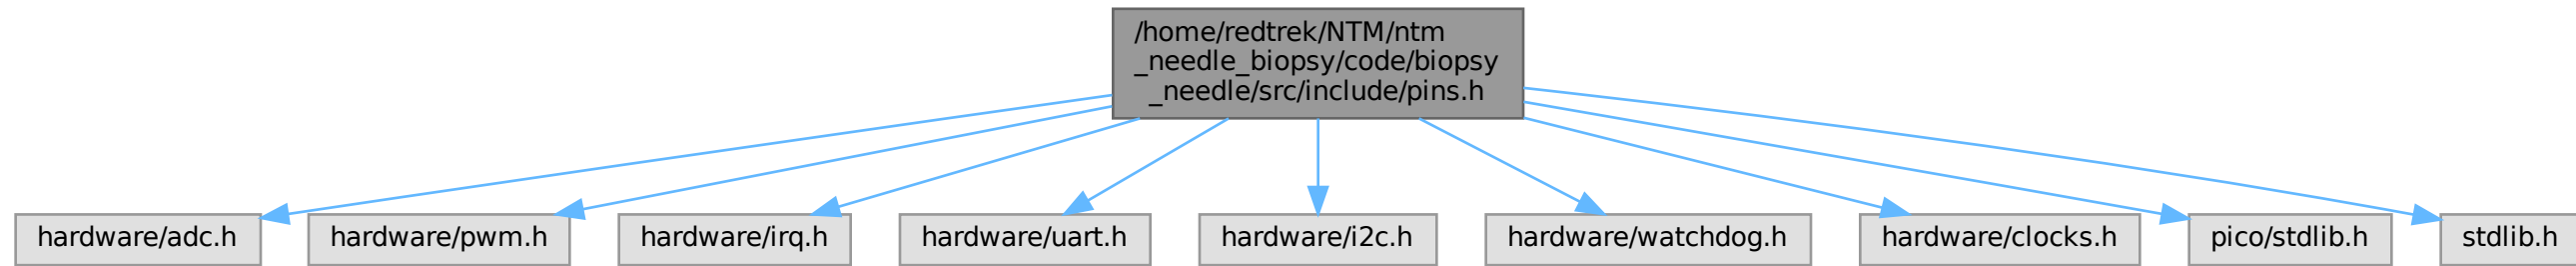 /home/redtrek/NTM/ntm
_needle_biopsy/code/biopsy
_needle/src/include/pins.h
hardware/adc.h
hardware/pwm.h
hardware/irq.h
hardware/uart.h
hardware/i2c.h
hardware/watchdog.h
hardware/clocks.h
pico/stdlib.h
stdlib.h